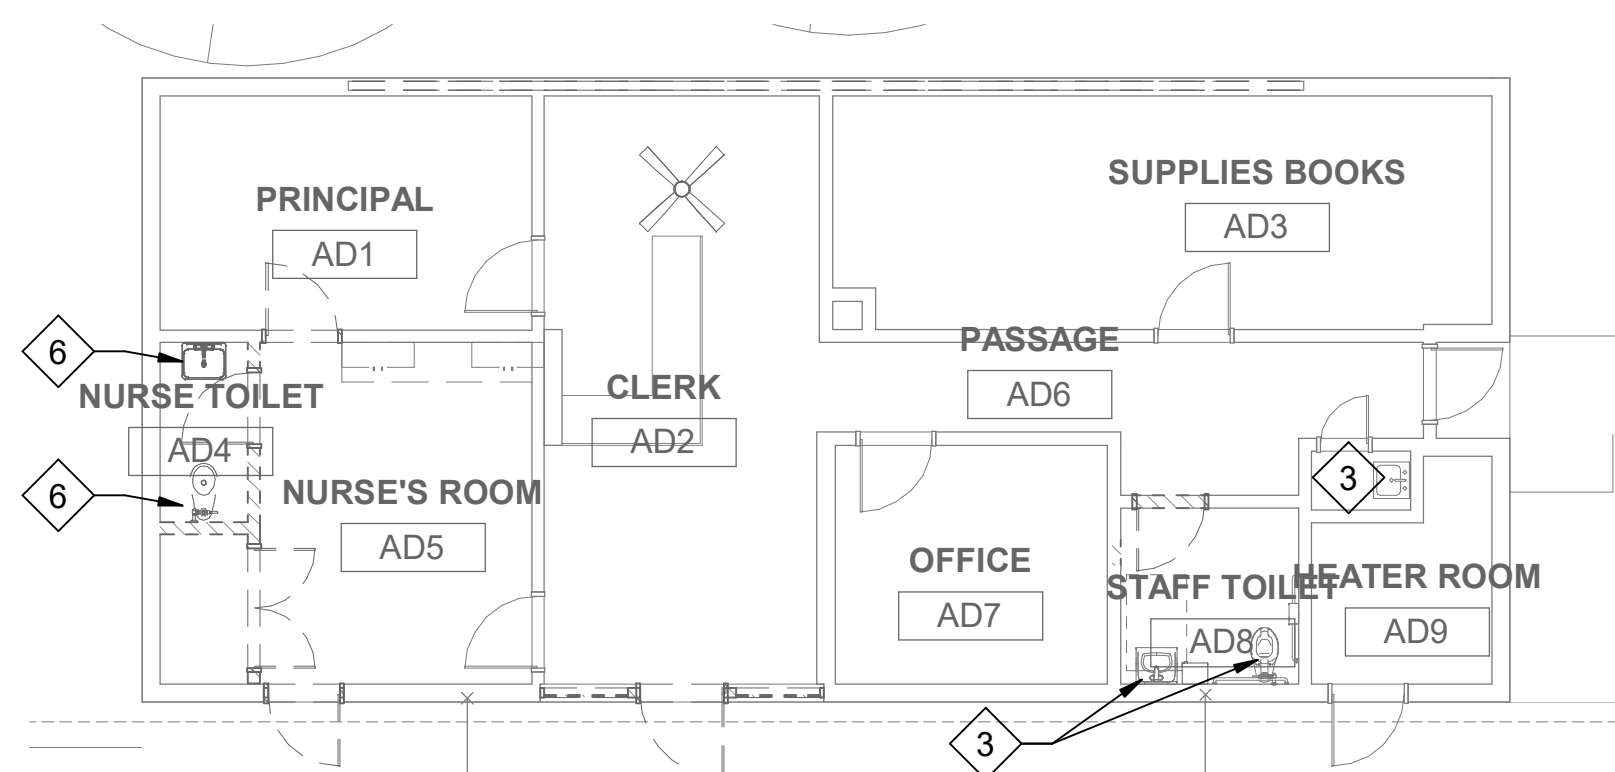 SUPPLIES BOOKS
AD3
PRINCIPAL
AD1
PASSAGE
AD6
6
NURSE TOILET
AD4
CLERK
AD2
3
6
NURSE'S ROOM
AD5
OFFICE
AD7
STAFF TOILET
AD8
HEATER ROOM
AD9
3